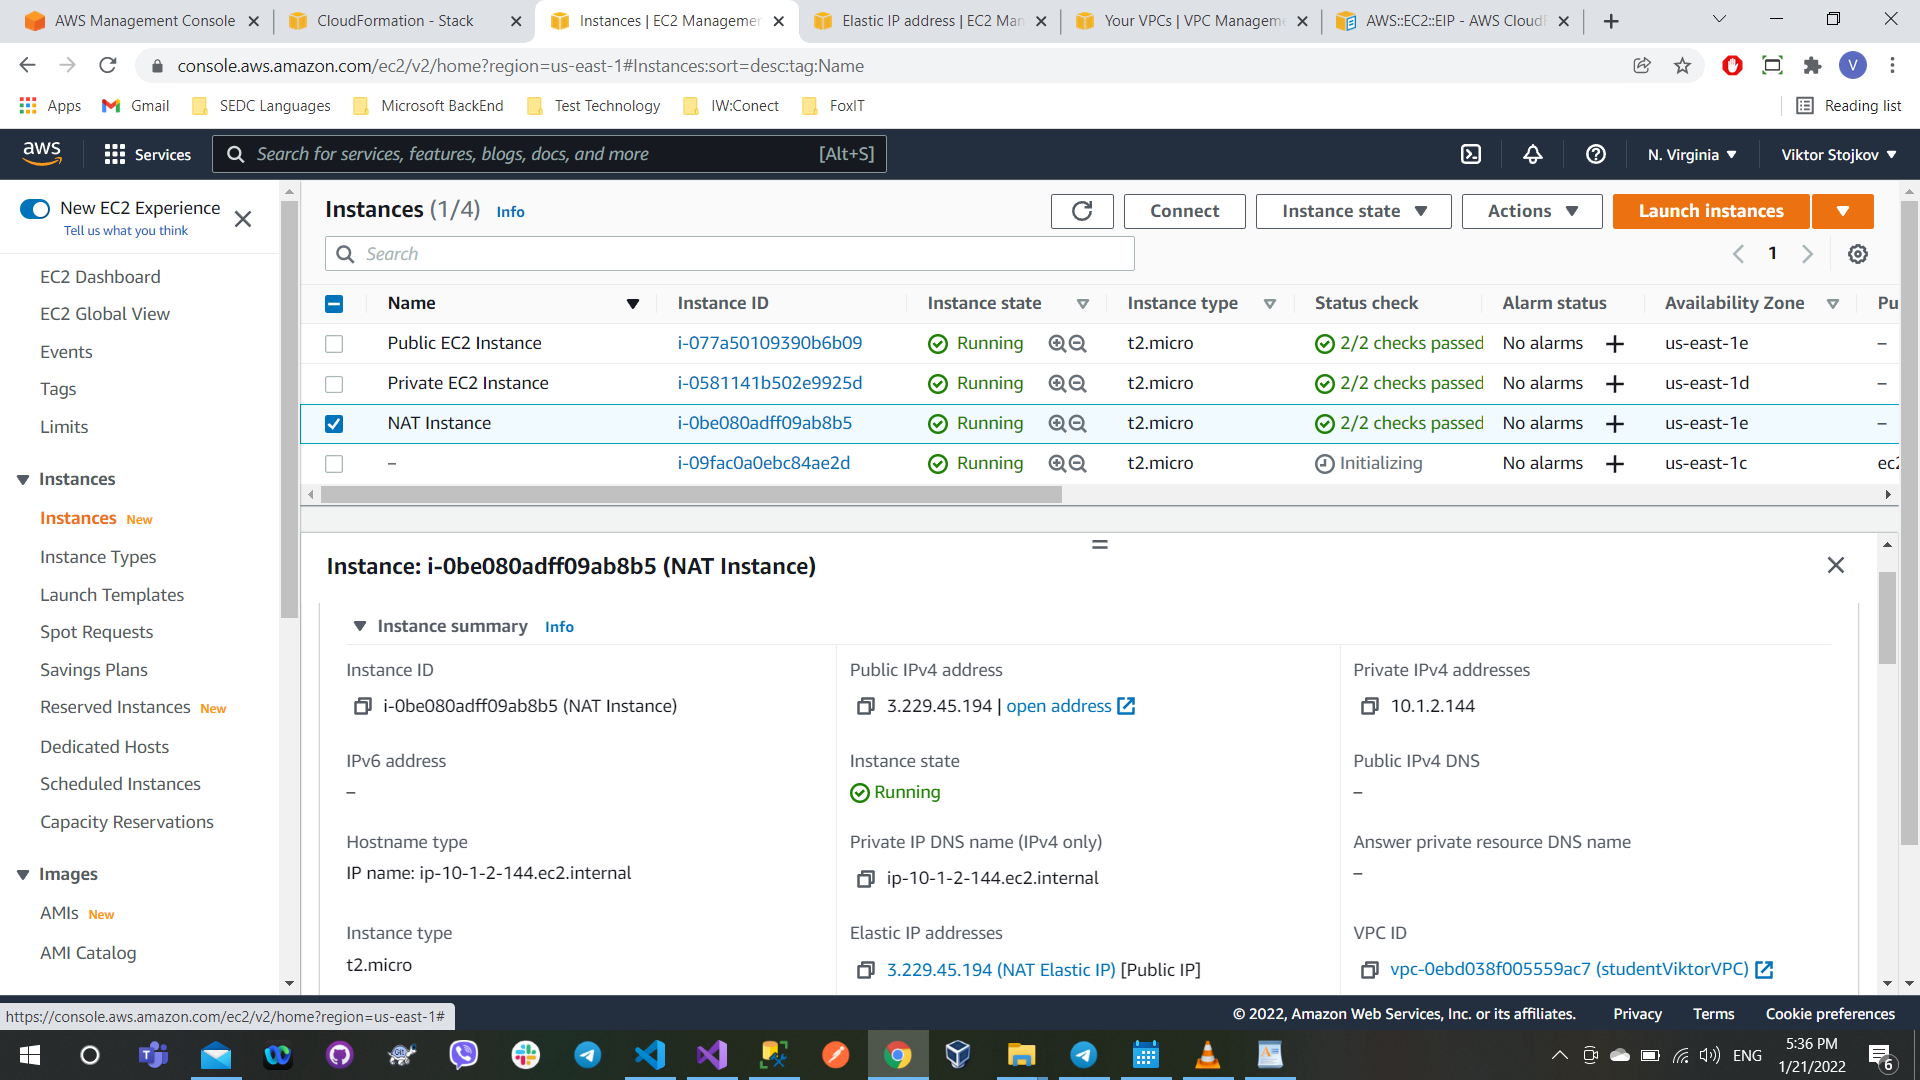 AWS Management Console
CloudFormation - Stack
Instances | EC2 Managemen
Elastic IP address | EC2 Man
Your VPCs | VPC Manageme
AWS::EC2::EIP - AWS CloudF
console.aws.amazon.com/ec2/v2/home?region=us-east-1#Instances:sort=desc:tag:Name
V
Apps
Gmail
SEDC Languages
Microsoft BackEnd
Test Technology
IW:Conect
FoxIT
Reading list
aws
Services
Search for services, features, blogs, docs, and more
[Alt+S]
N. Virginia
Viktor Stojkov
New EC2 Experience
Tell us what you think
EC2 Dashboard
EC2 Global View
Events
Tags
Limits
Instances
Instances New
Instance Types
Launch Templates
Spot Requests
Savings Plans
Reserved Instances New
Dedicated Hosts
Scheduled Instances
Capacity Reservations
Images
AMIs New
AMI Catalog
Instances (1/4) Info
Connect
Instance state
Actions
Launch instances
Search
1
Name Instance ID Instance state Instance type Status check Alarm status Availability Zone Pu
Public EC2 Instance i-077a50109390b6b09 Running t2.micro 2/2 checks passed No alarms + us-east-1e –
Private EC2 Instance i-0581141b502e9925d Running t2.micro 2/2 checks passed No alarms + us-east-1d –
NAT Instance i-0be080adff09ab8b5 Running t2.micro 2/2 checks passed No alarms + us-east-1e –
– i-09fac0a0ebc84ae2d Running t2.micro Initializing No alarms + us-east-1c ec2
Instance: i-0be080adff09ab8b5 (NAT Instance)
Instance summary Info
Instance ID
i-0be080adff09ab8b5 (NAT Instance)
Public IPv4 address
3.229.45.194 | open address
Private IPv4 addresses
10.1.2.144
IPv6 address
–
Instance state
Running
Public IPv4 DNS
–
Hostname type
IP name: ip-10-1-2-144.ec2.internal
Private IP DNS name (IPv4 only)
ip-10-1-2-144.ec2.internal
Answer private resource DNS name
–
Instance type
t2.micro
Elastic IP addresses
3.229.45.194 (NAT Elastic IP) [Public IP]
VPC ID
vpc-0ebd038f005559ac7 (studentViktorVPC)
https://console.aws.amazon.com/ec2/v2/home?region=us-east-1#
© 2022, Amazon Web Services, Inc. or its affiliates.
Privacy
Terms
Cookie preferences
ENG
5:36 PM
1/21/2022
6